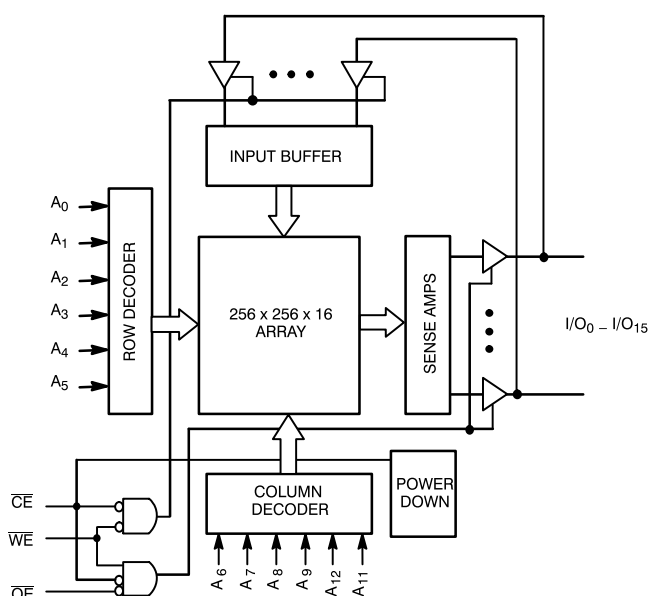 INPUT BUFFER
A0
A1
A2
A3
A4
A5
ROW DECODER
256 x 256 x 16
ARRAY
SENSE AMPS
I/O0 – I/O15
COLUMN
DECODER
POWER
DOWN
CE
WE
OE
A6
A7
A8
A9
A12
A11